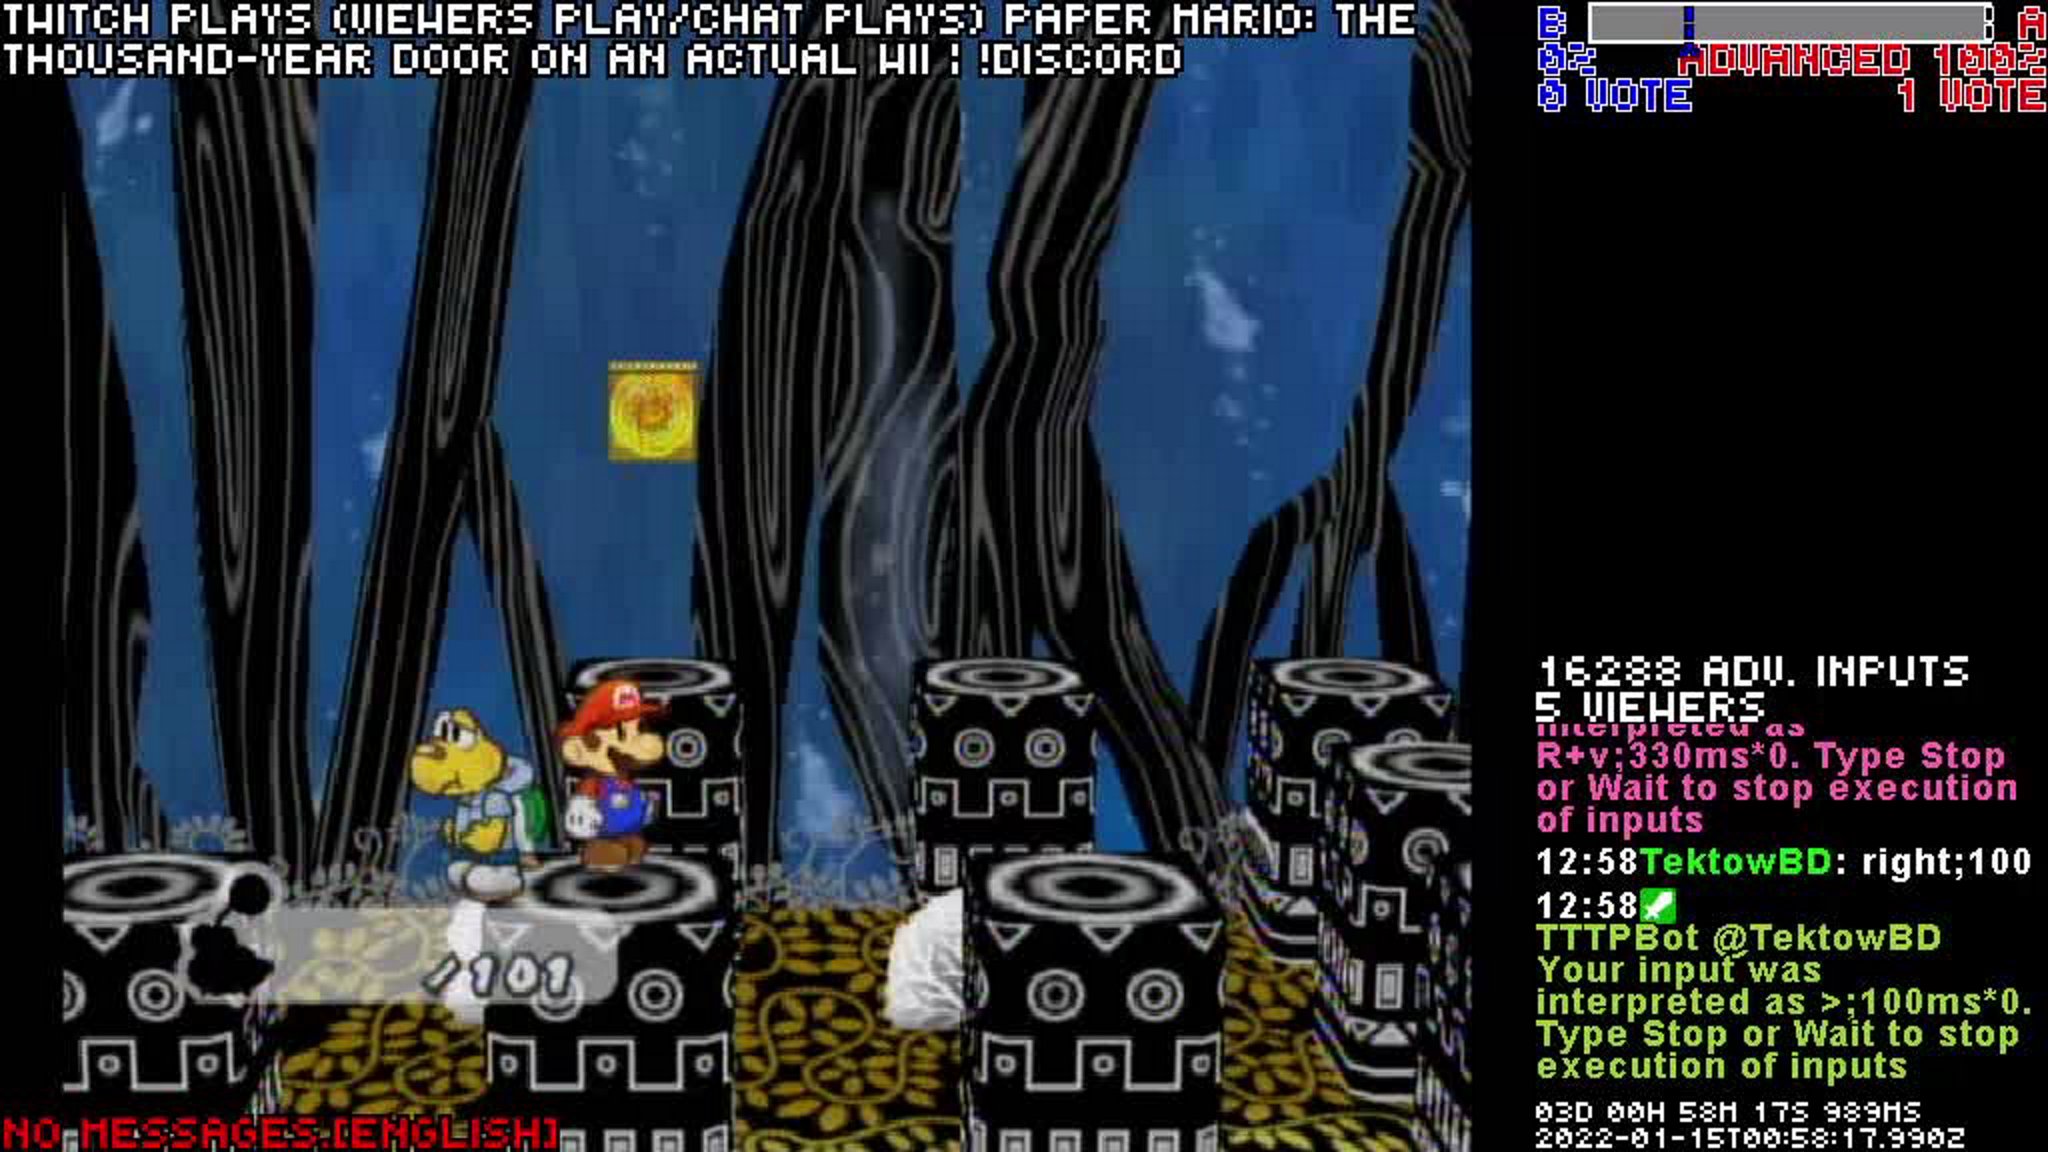 TWITCH PLAYS (VIEWERS PLAY/CHAT PLAYS) PAPER MARIO: THE
THOUSAND-YEAR DOOR ON AN ACTUAL WII ¦ !DISCORD
B A
0% ADVANCED 100%
0 VOTE 1 VOTE
M
/101
16288 ADV. INPUTS
5 VIEWERS
interpreted as
R+v;330ms*0. Type Stop
or Wait to stop execution
of inputs
12:58TektowBD: right;100
12:58
TTTPBot @TektowBD
Your input was
interpreted as >;100ms*0.
Type Stop or Wait to stop
execution of inputs
03D 00H 58M 17S 989MS
2022-01-15T00:58:17.990Z
NO MESSAGES.[ENGLISH]